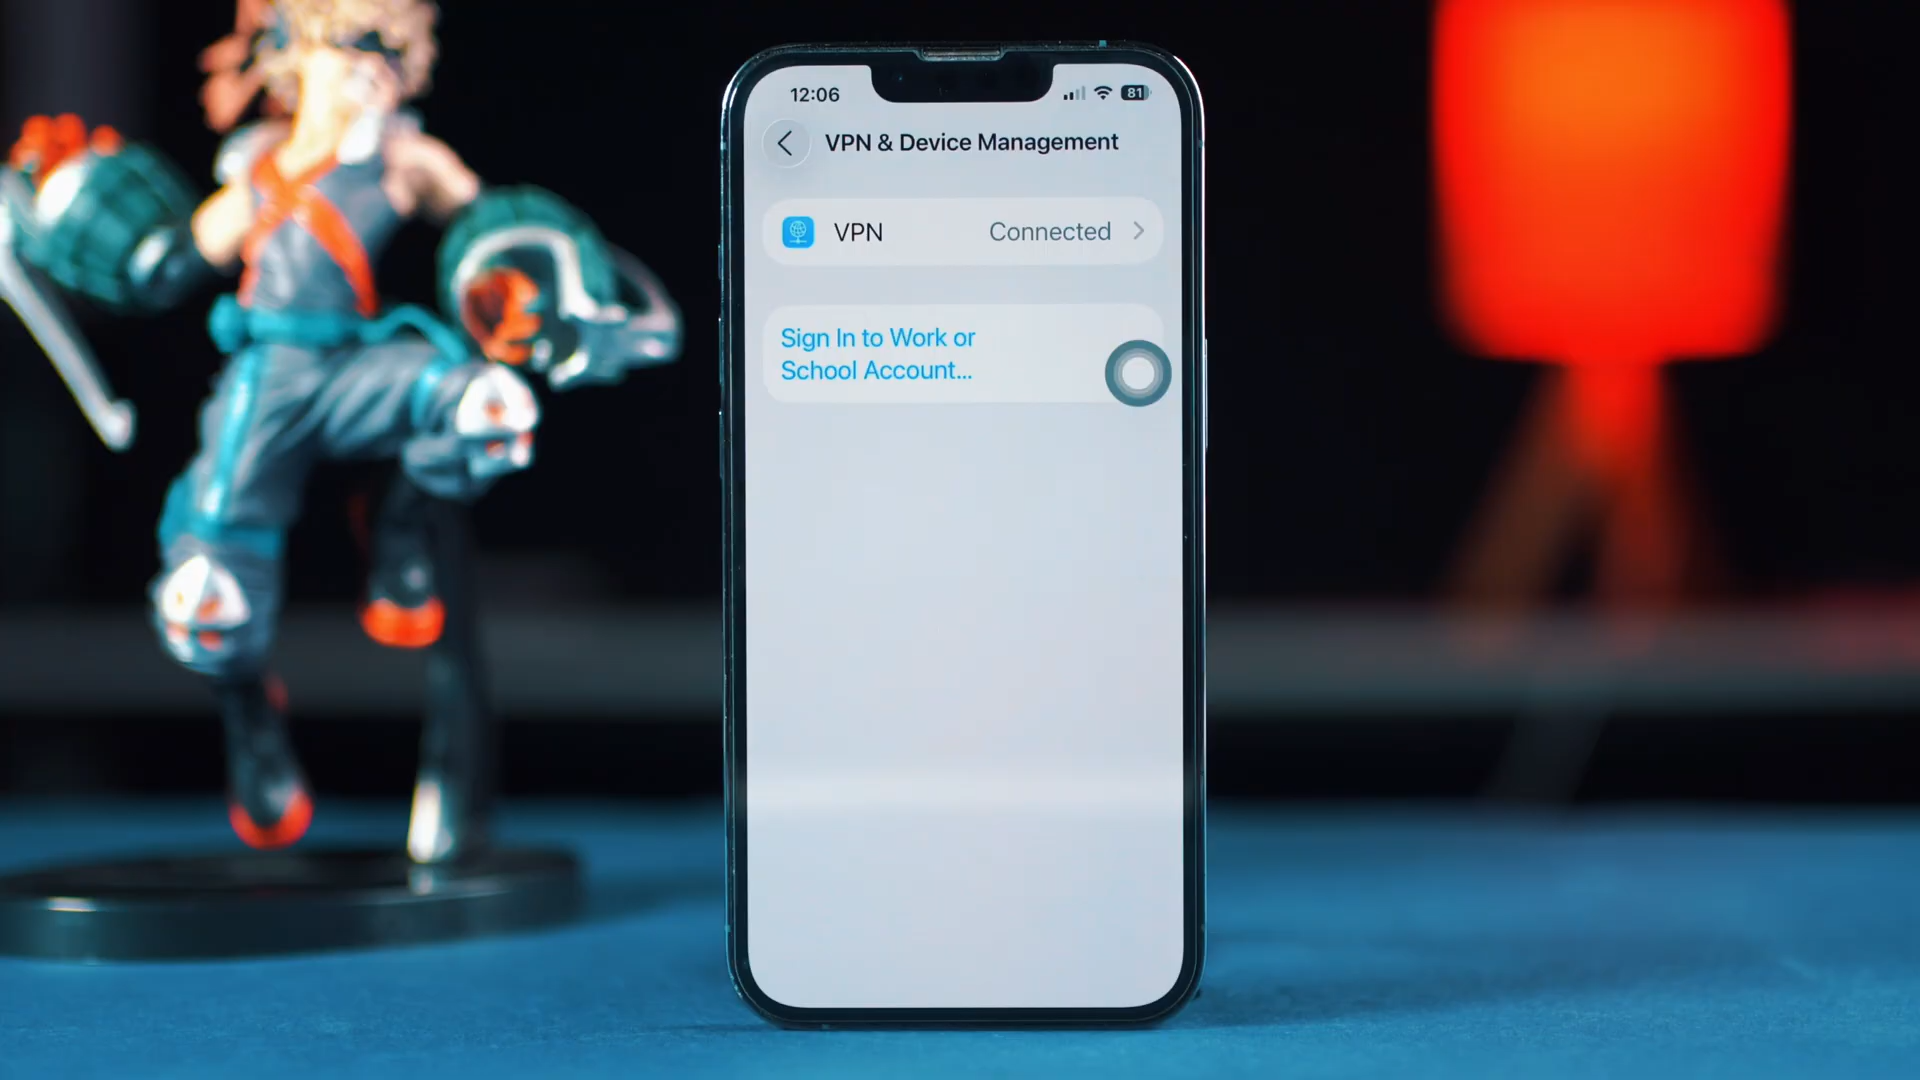 12:06
81
VPN & Device Management
VPN
Connected
Sign In to Work or
School Account...